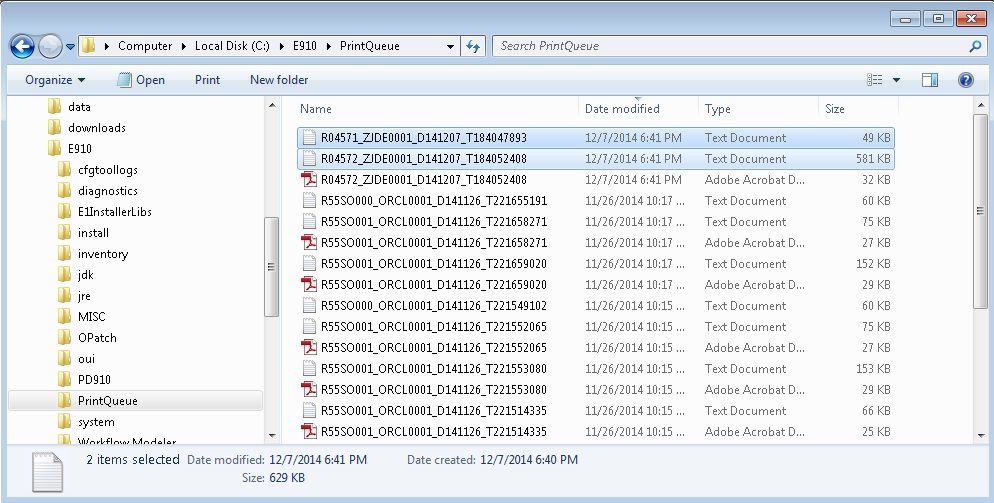 Computer ▸ Local Disk (C:) ▸ E910 ▸ PrintQueue
Search PrintQueue
Organize Open Print New folder
data
downloads
E910
cfgtoollogs
diagnostics
E1InstallerLibs
install
inventory
jdk
jre
MISC
OPatch
oui
PD910
PrintQueue
system
Workflow Modeler
Name Date modified Type Size
R04571_ZJDE0001_D141207_T184047893 12/7/2014 6:41 PM Text Document 49 KB
R04572_ZJDE0001_D141207_T184052408 12/7/2014 6:41 PM Text Document 581 KB
R04572_ZJDE0001_D141207_T184052408 12/7/2014 6:41 PM Adobe Acrobat D... 32 KB
R55SO000_ORCL0001_D141126_T221655191 11/26/2014 10:17 ... Text Document 60 KB
R55SO001_ORCL0001_D141126_T221658271 11/26/2014 10:17 ... Text Document 75 KB
R55SO001_ORCL0001_D141126_T221658271 11/26/2014 10:17 ... Adobe Acrobat D... 27 KB
R55SO001_ORCL0001_D141126_T221659020 11/26/2014 10:17 ... Text Document 152 KB
R55SO001_ORCL0001_D141126_T221659020 11/26/2014 10:17 ... Adobe Acrobat D... 29 KB
R55SO000_ORCL0001_D141126_T221549102 11/26/2014 10:15 ... Text Document 60 KB
R55SO001_ORCL0001_D141126_T221552065 11/26/2014 10:15 ... Text Document 75 KB
R55SO001_ORCL0001_D141126_T221552065 11/26/2014 10:15 ... Adobe Acrobat D... 27 KB
R55SO001_ORCL0001_D141126_T221553080 11/26/2014 10:15 ... Text Document 153 KB
R55SO001_ORCL0001_D141126_T221553080 11/26/2014 10:15 ... Adobe Acrobat D... 29 KB
R55SO001_ORCL0001_D141126_T221514335 11/26/2014 10:15 ... Text Document 66 KB
R55SO001_ORCL0001_D141126_T221514335 11/26/2014 10:15 ... Adobe Acrobat D... 25 KB
2 items selected Date modified: 12/7/2014 6:41 PM Date created: 12/7/2014 6:40 PM
Size: 629 KB